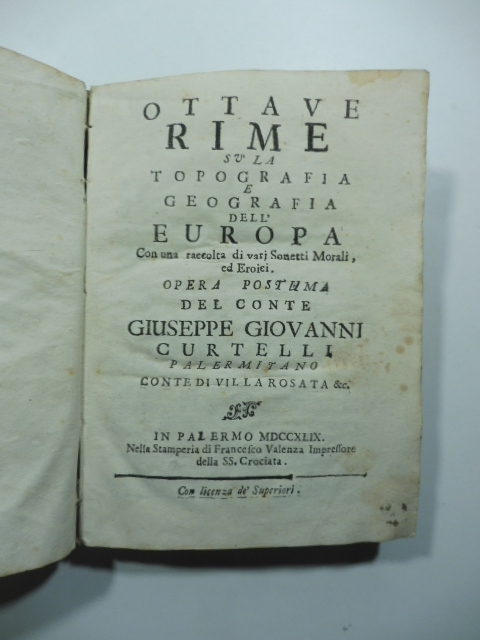 OTTAVE
RIME
SV LA
TOPOGRAFIA
E
GEOGRAFIA
DELL'
EUROPA
Con una raccolta di varj Sonetti Morali,
ed Eroici.
OPERA POSTUMA
DEL CONTE
GIUSEPPE GIOVANNI
CURTELLI
PALERMITANO
CONTE DI VILLAROSATA &c.
IN PALERMO MDCCXLIX.
Nella Stamperia di Francesco Valenza Impressore
della SS. Crociata.
Con licenza de' Superiori.